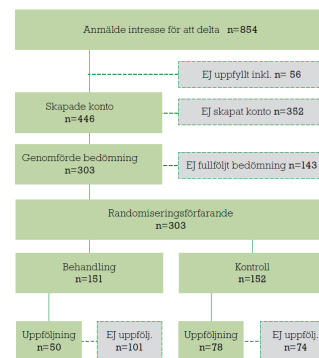 Anmälde intresse för att delta n=854
EJ uppfyllt inkl. n= 56
Skapade konto
n=446
EJ skapat konto n=352
Genomförde bedömning
n=303
EJ fullföljt bedömning n=143
Randomiseringsförfarande
n=303
Behandling
n=151
Kontroll
n=152
Uppföljning
n=50
EJ uppfölj.
n=101
Uppföljning
n=78
EJ uppfölj.
n=74